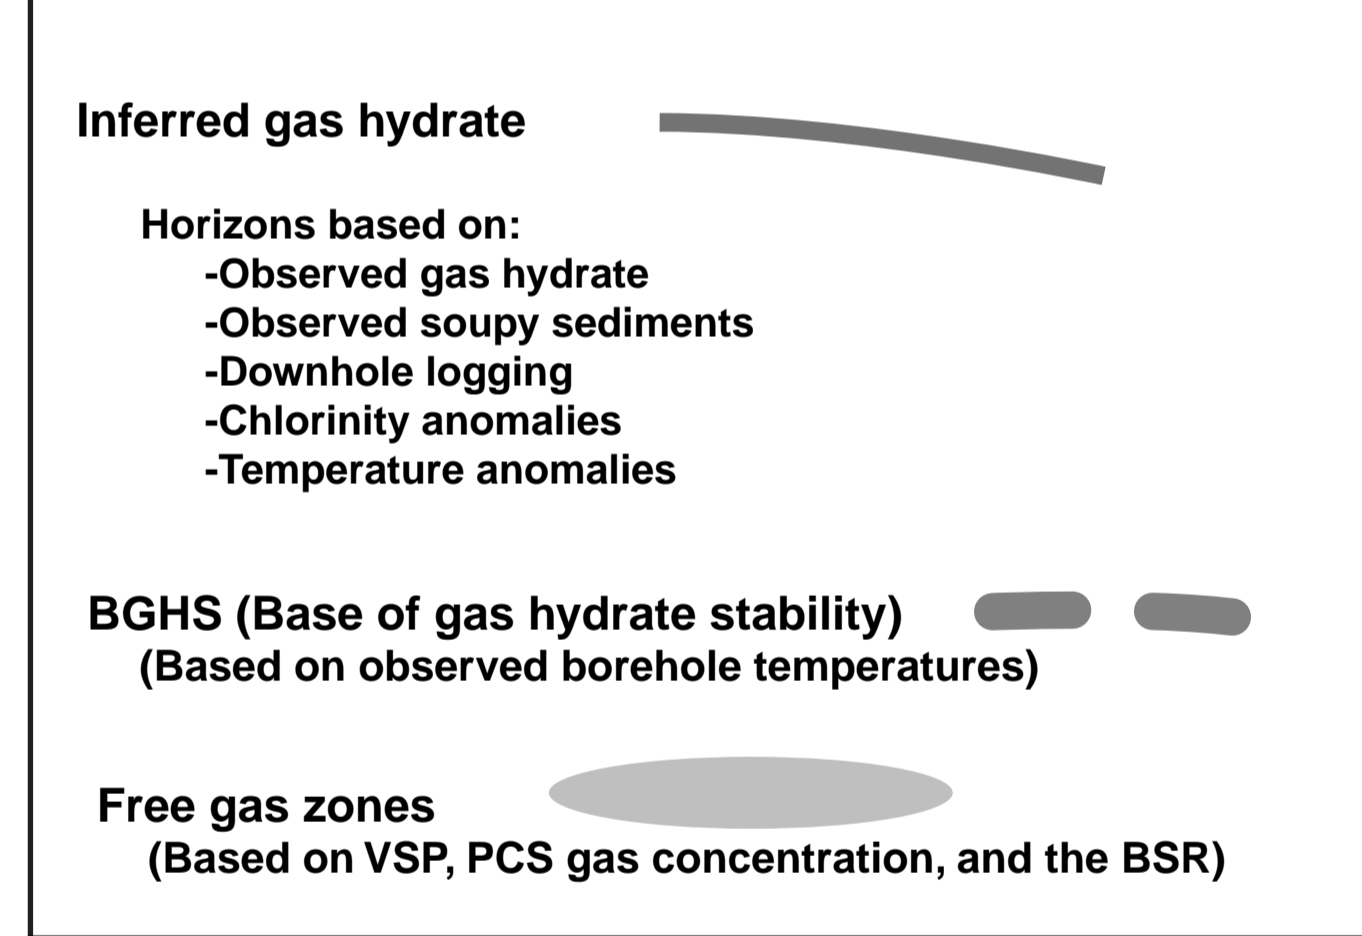 Inferred gas hydrate
Horizons based on:
-Observed gas hydrate
-Observed soupy sediments
-Downhole logging
-Chlorinity anomalies
-Temperature anomalies
BGHS (Base of gas hydrate stability)
(Based on observed borehole temperatures)
Free gas zones
(Based on VSP, PCS gas concentration, and the BSR)